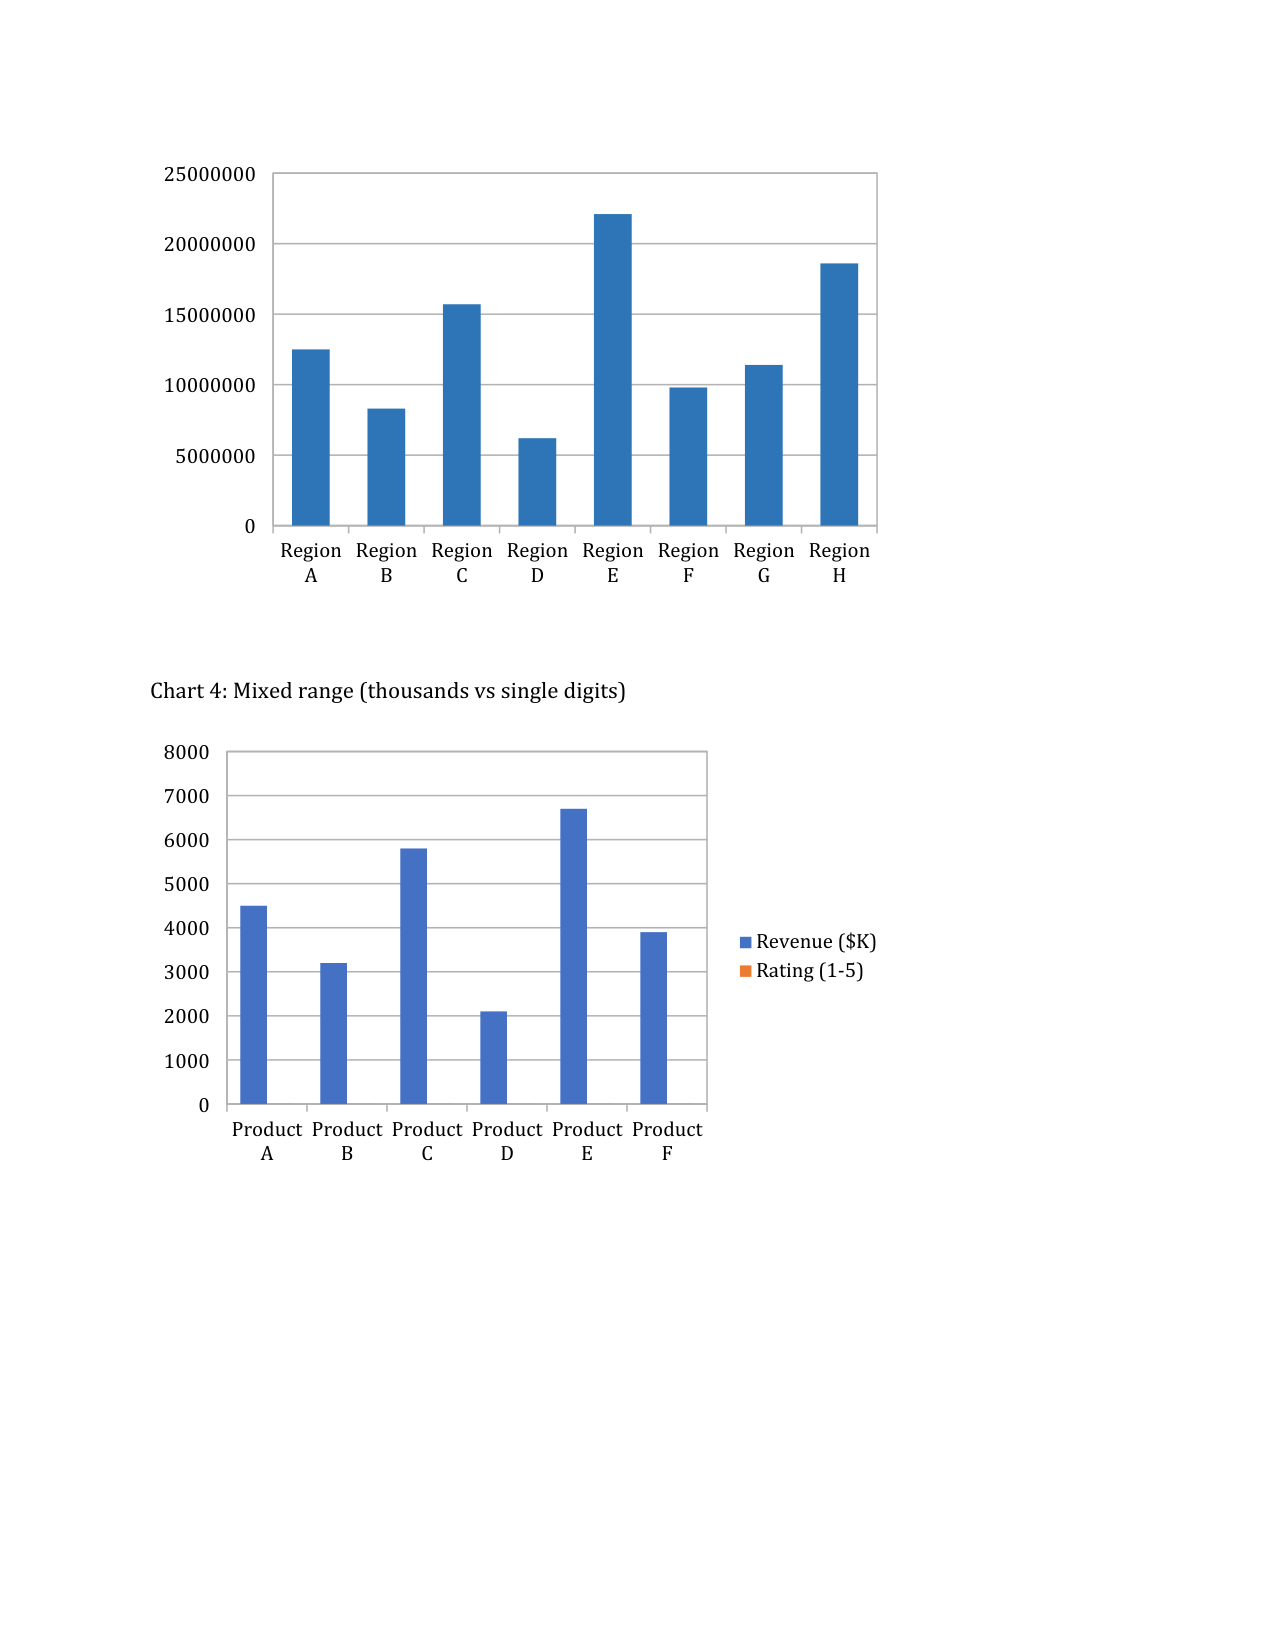 25000000
20000000
15000000
10000000
5000000
0
Region Region Region Region Region Region Region Region
A B C D E F G H
Chart 4: Mixed range (thousands vs single digits)
8000
7000
6000
5000
4000
3000
2000
1000
0
Revenue ($K)
Rating (1-5)
Product Product Product Product Product Product
A B C D E F